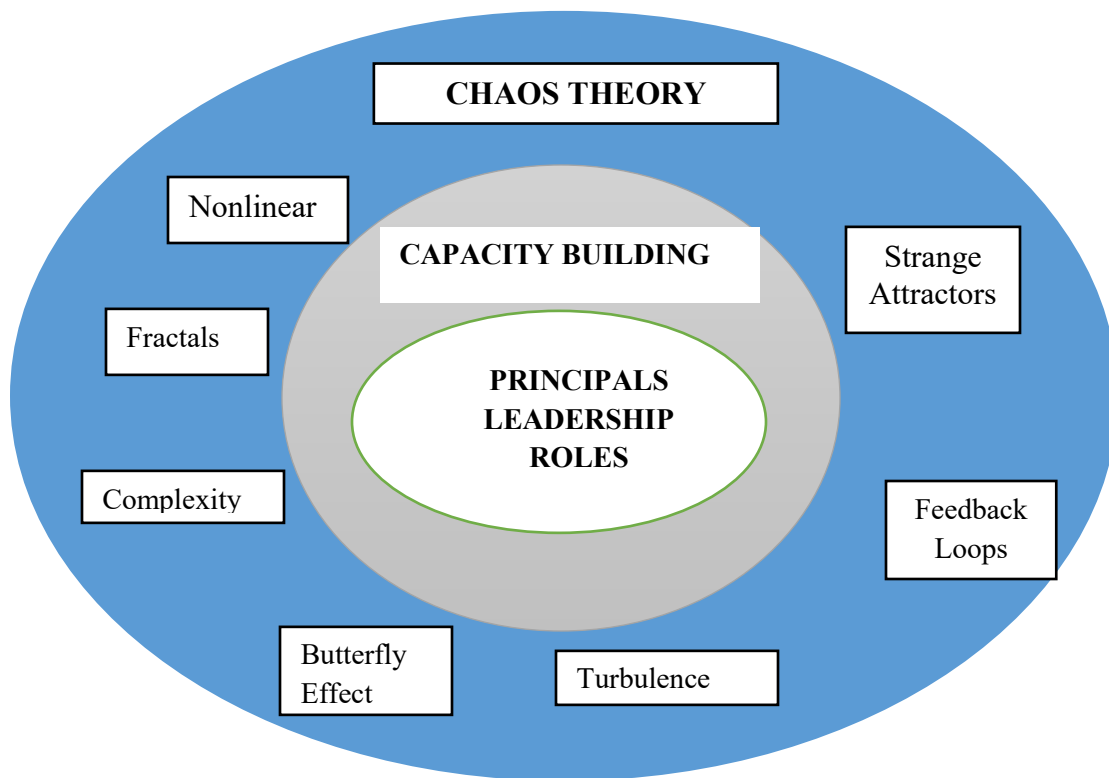 CHAOS THEORY
Nonlinear
CAPACITY BUILDING
Strange
Attractors
Fractals
PRINCIPALS
LEADERSHIP
ROLES
Complexity
Feedback
Loops
Butterfly
Effect
Turbulence